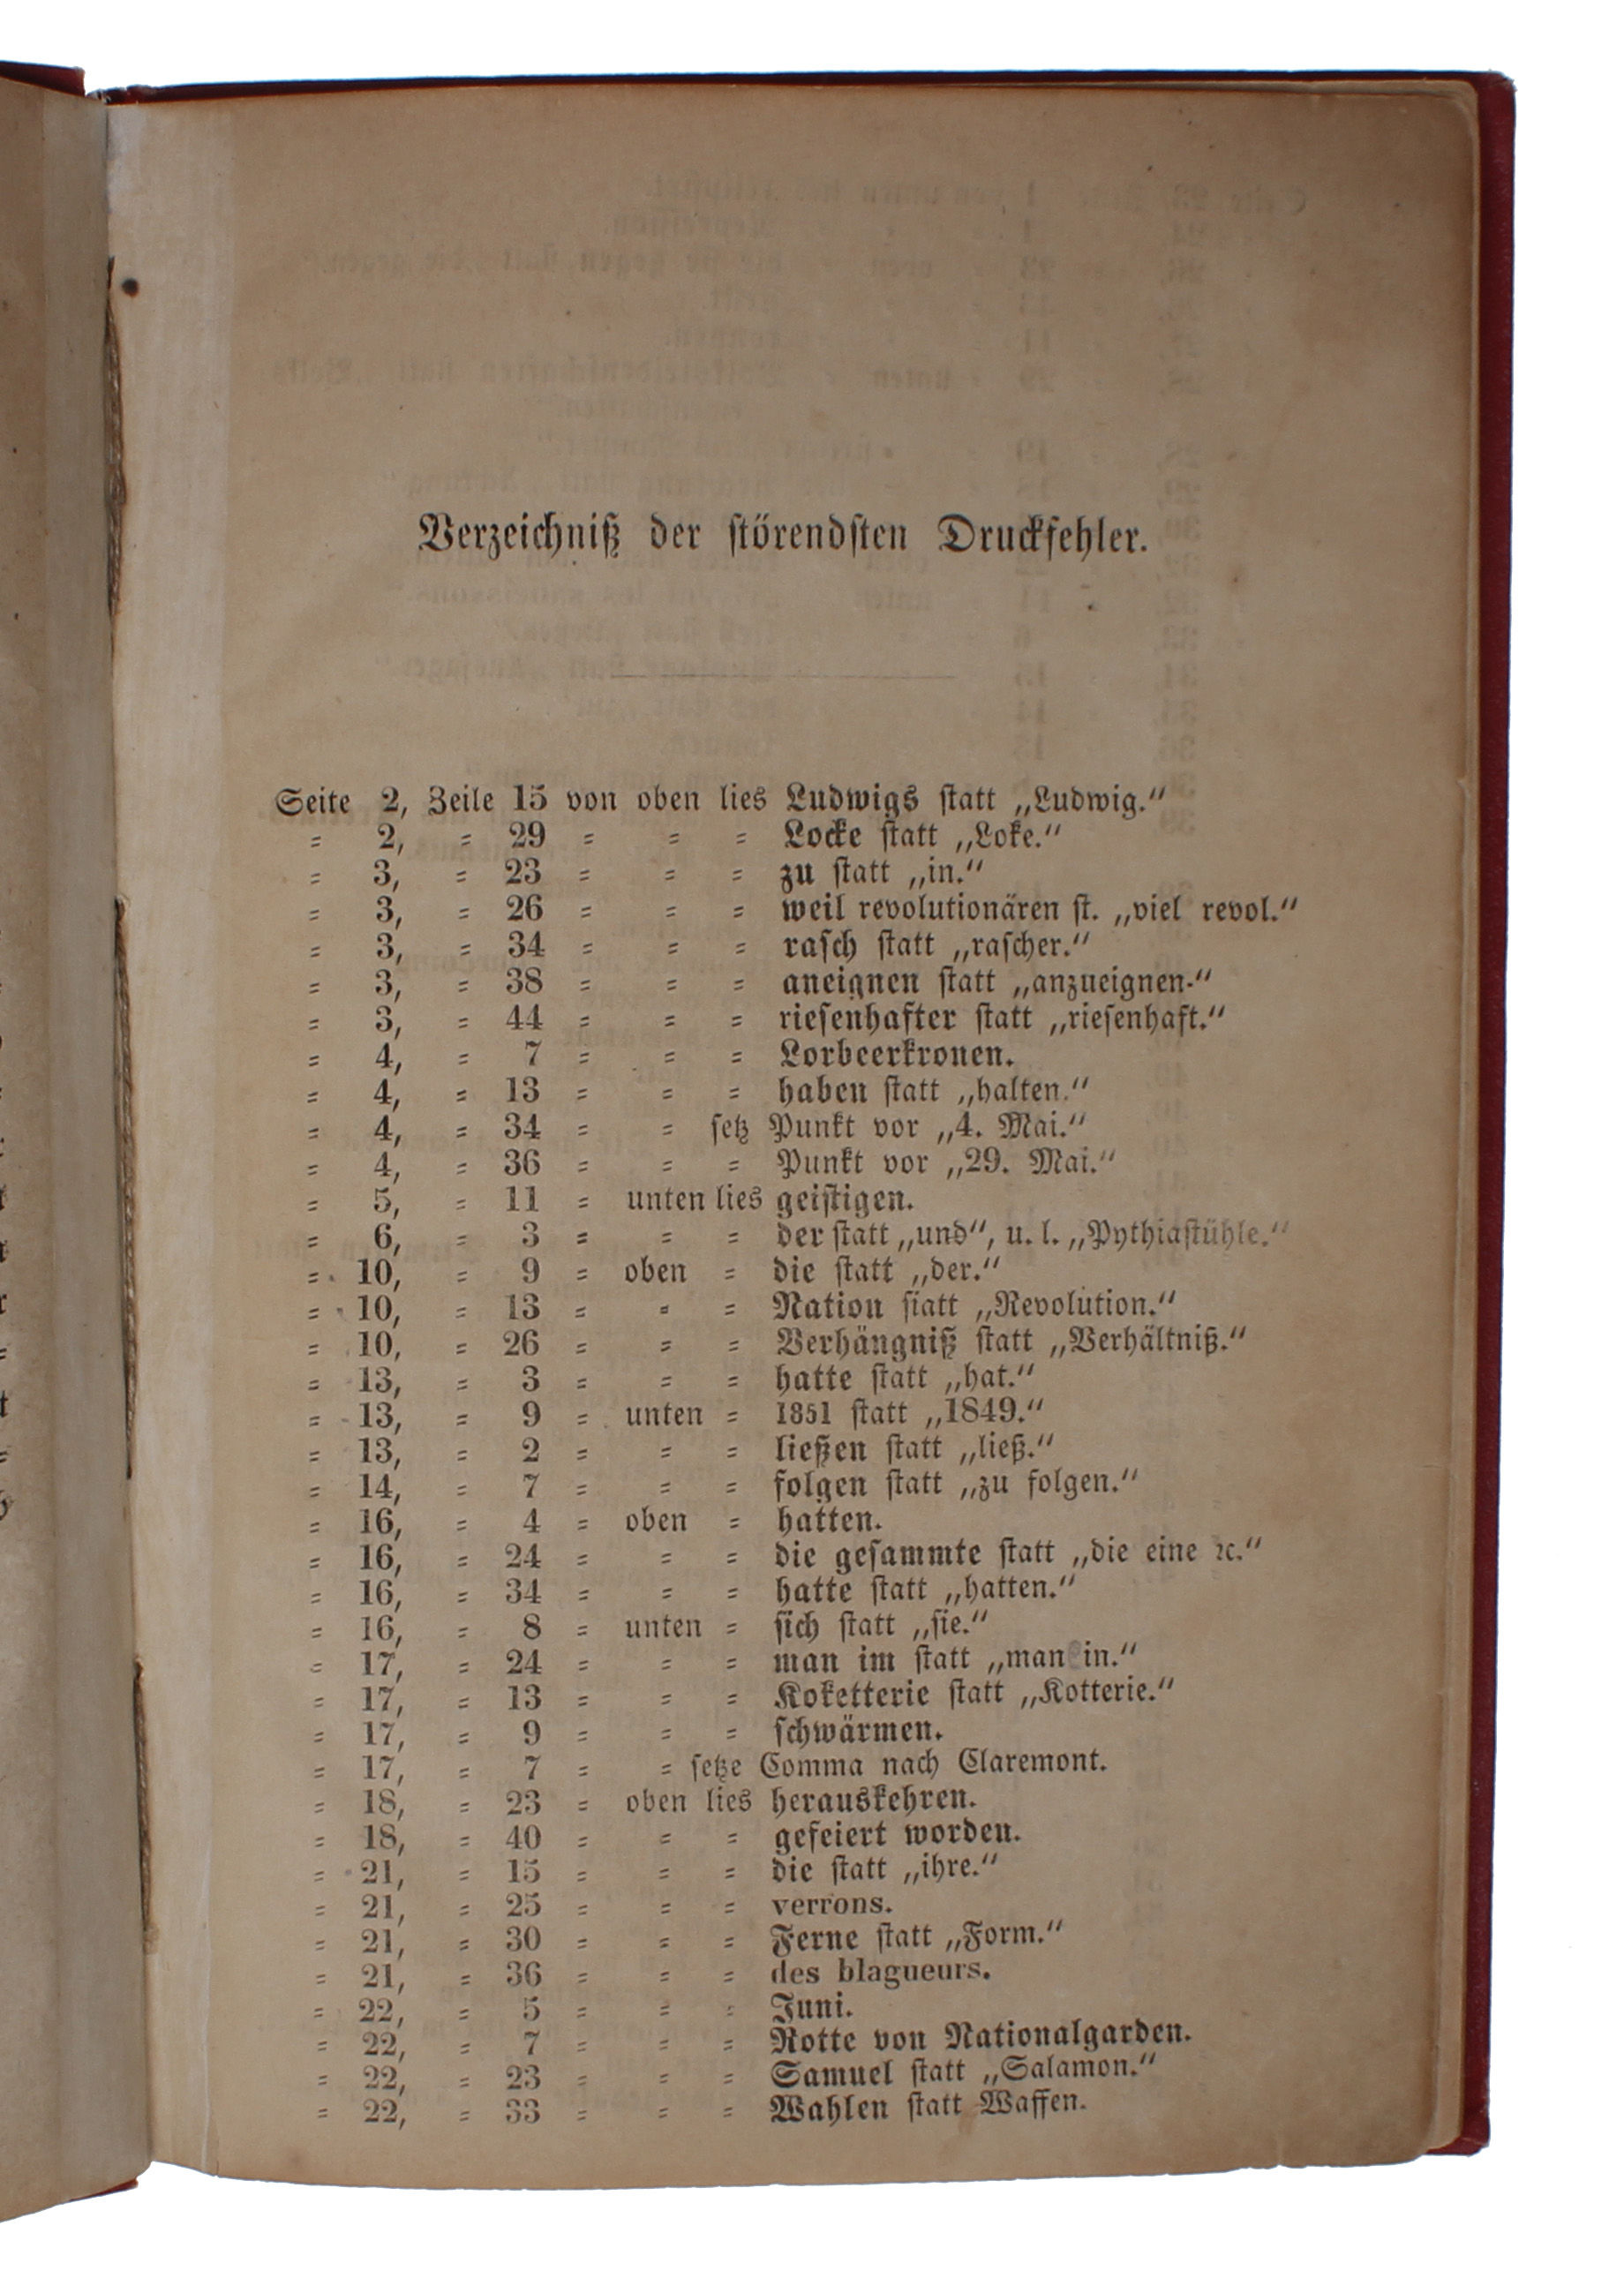 Verzeichniß der störendsten Druckfehler.
Seite 2, Zeile 15 von oben lies Ludwigs statt „Ludwig.“
= 2, = 29 = = = Locke statt „Loke.“
= 3, = 23 = = = zu statt „in.“
= 3, = 26 = = = weil revolutionären st. „viel revol.“
= 3, = 34 = = = rasch statt „rascher.“
= 3, = 38 = = = aneignen statt „anzueignen.“
= 3, = 44 = = = riesenhafter statt „riesenhaft.“
= 4, = 7 = = = Lorbeerkronen.
= 4, = 13 = = = haben statt „halten.“
= 4, = 34 = = setz Punkt vor „4. Mai.“
= 4, = 36 = = = Punkt vor „29. Mai.“
= 5, = 11 = unten lies geistigen.
= 6, = 3 = = = der statt „und“, u. l. „Pythiastühle.“
= 10, = 9 = oben = die statt „der.“
= 10, = 13 = = = Nation statt „Revolution.“
= 10, = 26 = = = Verhängniß statt „Verhältniß.“
= 13, = 3 = = = hatte statt „hat.“
= 13, = 9 = unten = 1851 statt „1849.“
= 13, = 2 = = = ließen statt „ließ.“
= 14, = 7 = = = folgen statt „zu folgen.“
= 16, = 4 = oben = hatten.
= 16, = 24 = = = die gesammte statt „die eine ꝛc.“
= 16, = 34 = = = hatte statt „hatten.“
= 16, = 8 = unten = sich statt „sie.“
= 17, = 24 = = = man im statt „man in.“
= 17, = 13 = = = Koketterie statt „Kotterie.“
= 17, = 9 = = = schwärmen.
= 17, = 7 = = setze Comma nach Claremont.
= 18, = 23 = oben lies herauskehren.
= 18, = 40 = = = gefeiert worden.
= 21, = 15 = = = die statt „ihre.“
= 21, = 25 = = = verrons.
= 21, = 30 = = = Ferne statt „Form.“
= 21, = 36 = = = des blagueurs.
= 22, = 5 = = = Juni.
= 22, = 7 = = = Rotte von Nationalgarden.
= 22, = 23 = = = Samuel statt „Salamon.“
= 22, = 33 = = = Wahlen statt Waffen.